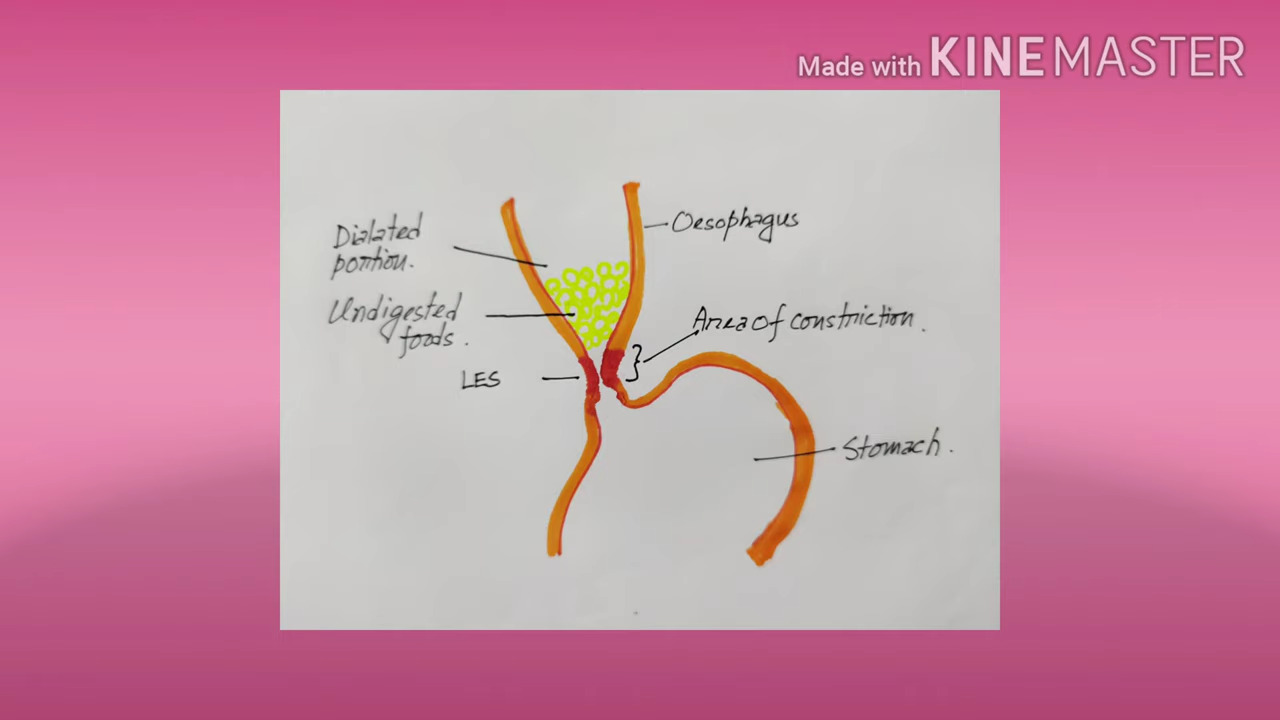 Made with KINEMASTER
Dialated
portion.
Oesophagus
Undigested
foods.
Area of constriction.
LES
Stomach.